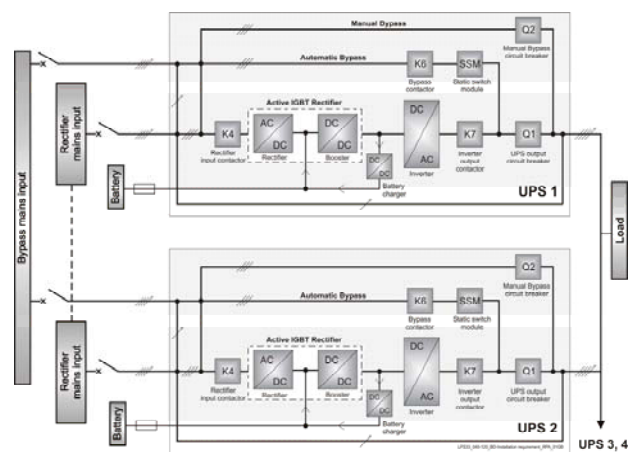 Manual Dypass
Q2
Manual Bypass
circuit breaker
Automatic Bypass
K6
Bypass
contactor
SSM
Static switch
module
Active IGBT Rectifier
K4
Rectifier
input contactor
AC
DC
Rectifier
DC
DC
Booster
DC
DC
Battery
charger
DC
AC
Inverter
K7
Inverter
output
contactor
Q1
UPS output
circuit breaker
UPS 1
Bypass mains input
Rectifier
mains input
Battery
Load
Q2
Manual Bypass
circuit breaker
Automatic Bypass
K6
Bypass
contactor
SSM
Static switch
module
Active IGBT Rectifier
K4
Rectifier
input contactor
AC
DC
Rectifier
DC
DC
Booster
DC
DC
Battery
charger
DC
AC
Inverter
K7
Inverter
output
contactor
Q1
UPS output
circuit breaker
UPS 2
Rectifier
mains input
Battery
UPS 3, 4